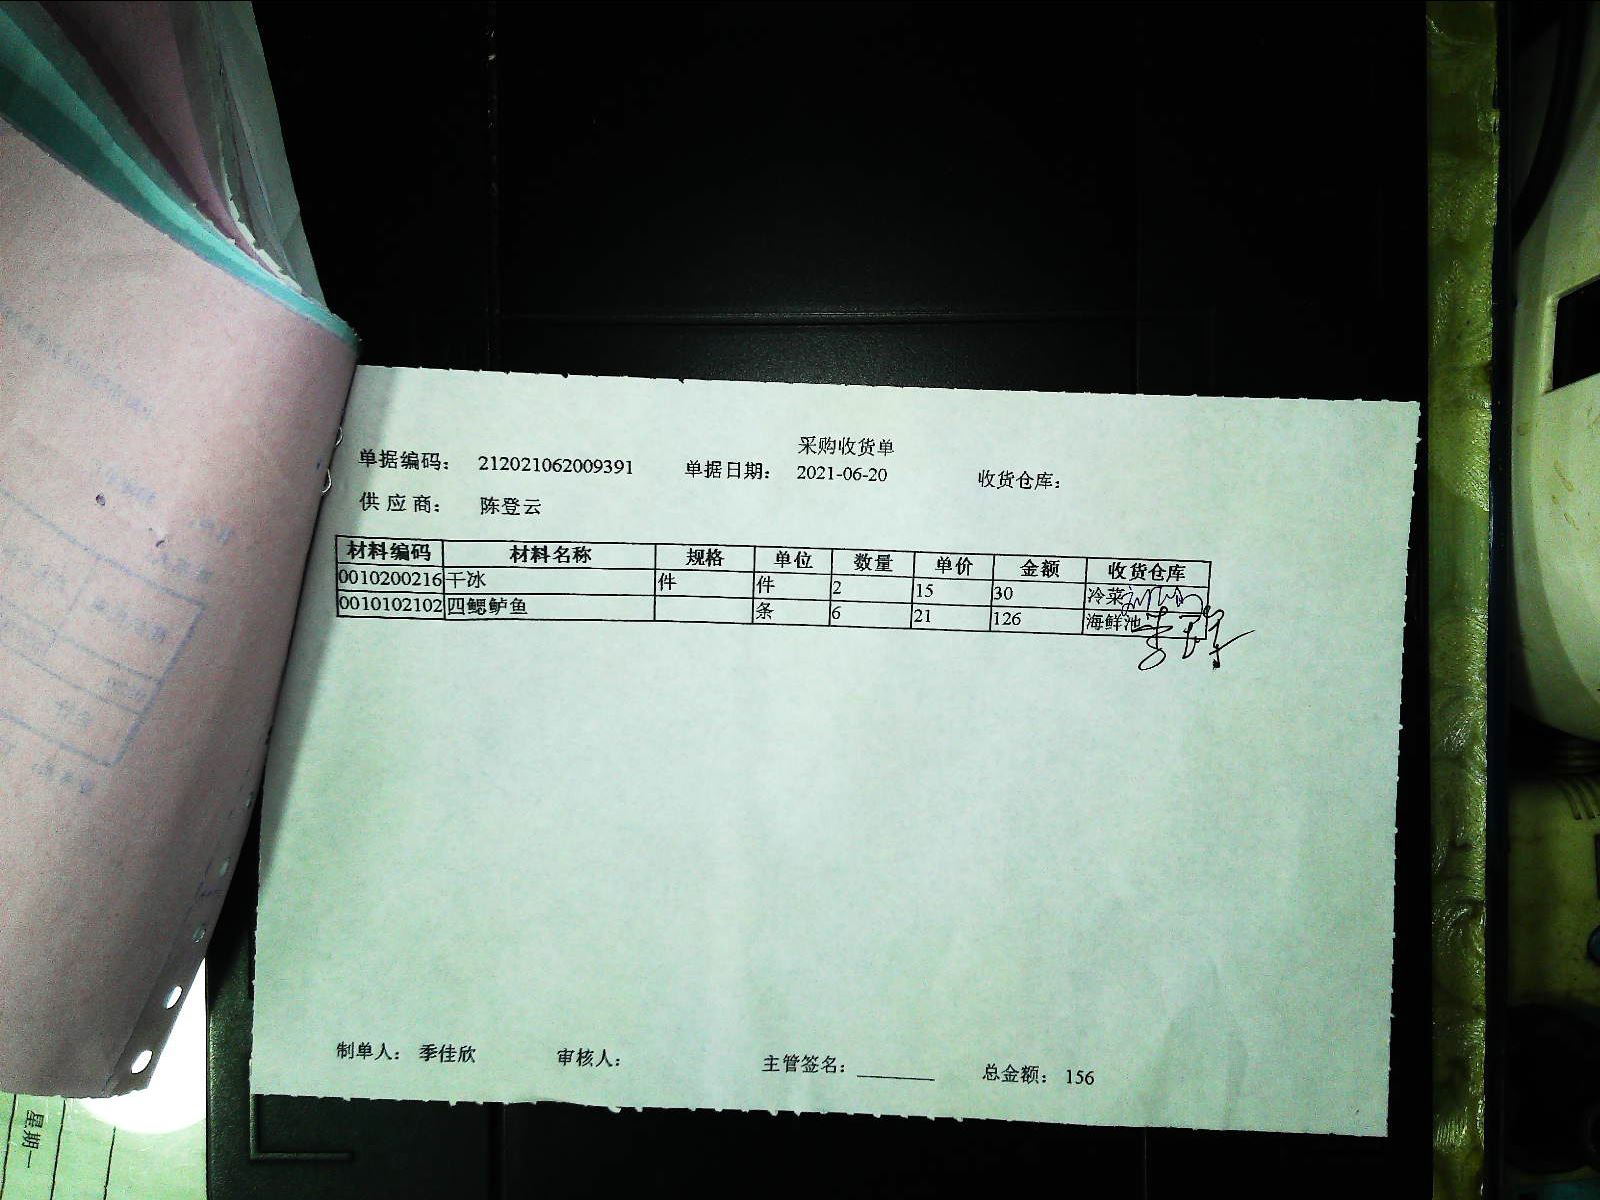 采购收货单
单据编码： 212021062009391 单据日期： 2021-06-20 收货仓库：
供 应 商： 陈登云
材料编码 材料名称 规格 单位 数量 单价 金额 收货仓库
0010200216 干冰 件 件 2 15 30 冷菜
0010102102 四鳃鲈鱼 条 6 21 126 海鲜池
制单人： 季佳欣 审核人： 主管签名： 总金额： 156
星期一